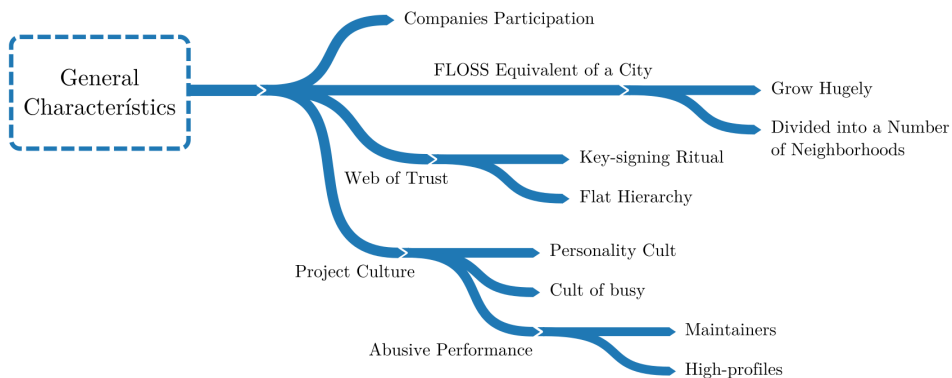 General
Característics
Companies Participation
FLOSS Equivalent of a City
Grow Hugely
Divided into a Number
of Neighborhoods
Web of Trust
Key-signing Ritual
Flat Hierarchy
Project Culture
Personality Cult
Cult of busy
Abusive Performance
Maintainers
High-profiles